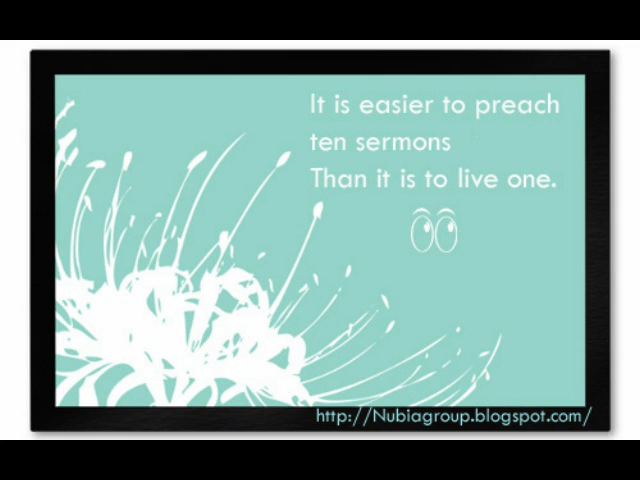 It is easier to preach
ten sermons
Than it is to live one.
http://Nubiagroup.blogspot.com/